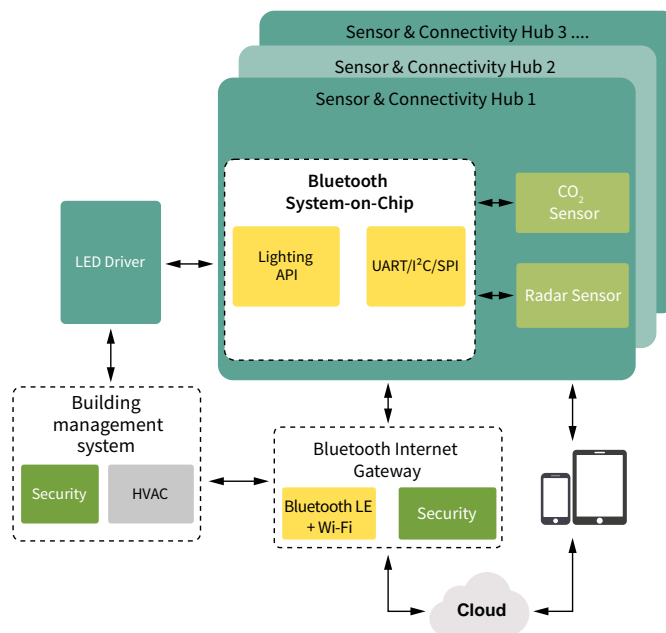 Sensor & Connectivity Hub 3 ....
Sensor & Connectivity Hub 2
Sensor & Connectivity Hub 1
Bluetooth
System-on-Chip
Lighting
API
UART/I²C/SPI
CO₂
Sensor
Radar Sensor
LED Driver
Building
management
system
Security
HVAC
Bluetooth Internet
Gateway
Bluetooth LE
+ Wi-Fi
Security
Cloud